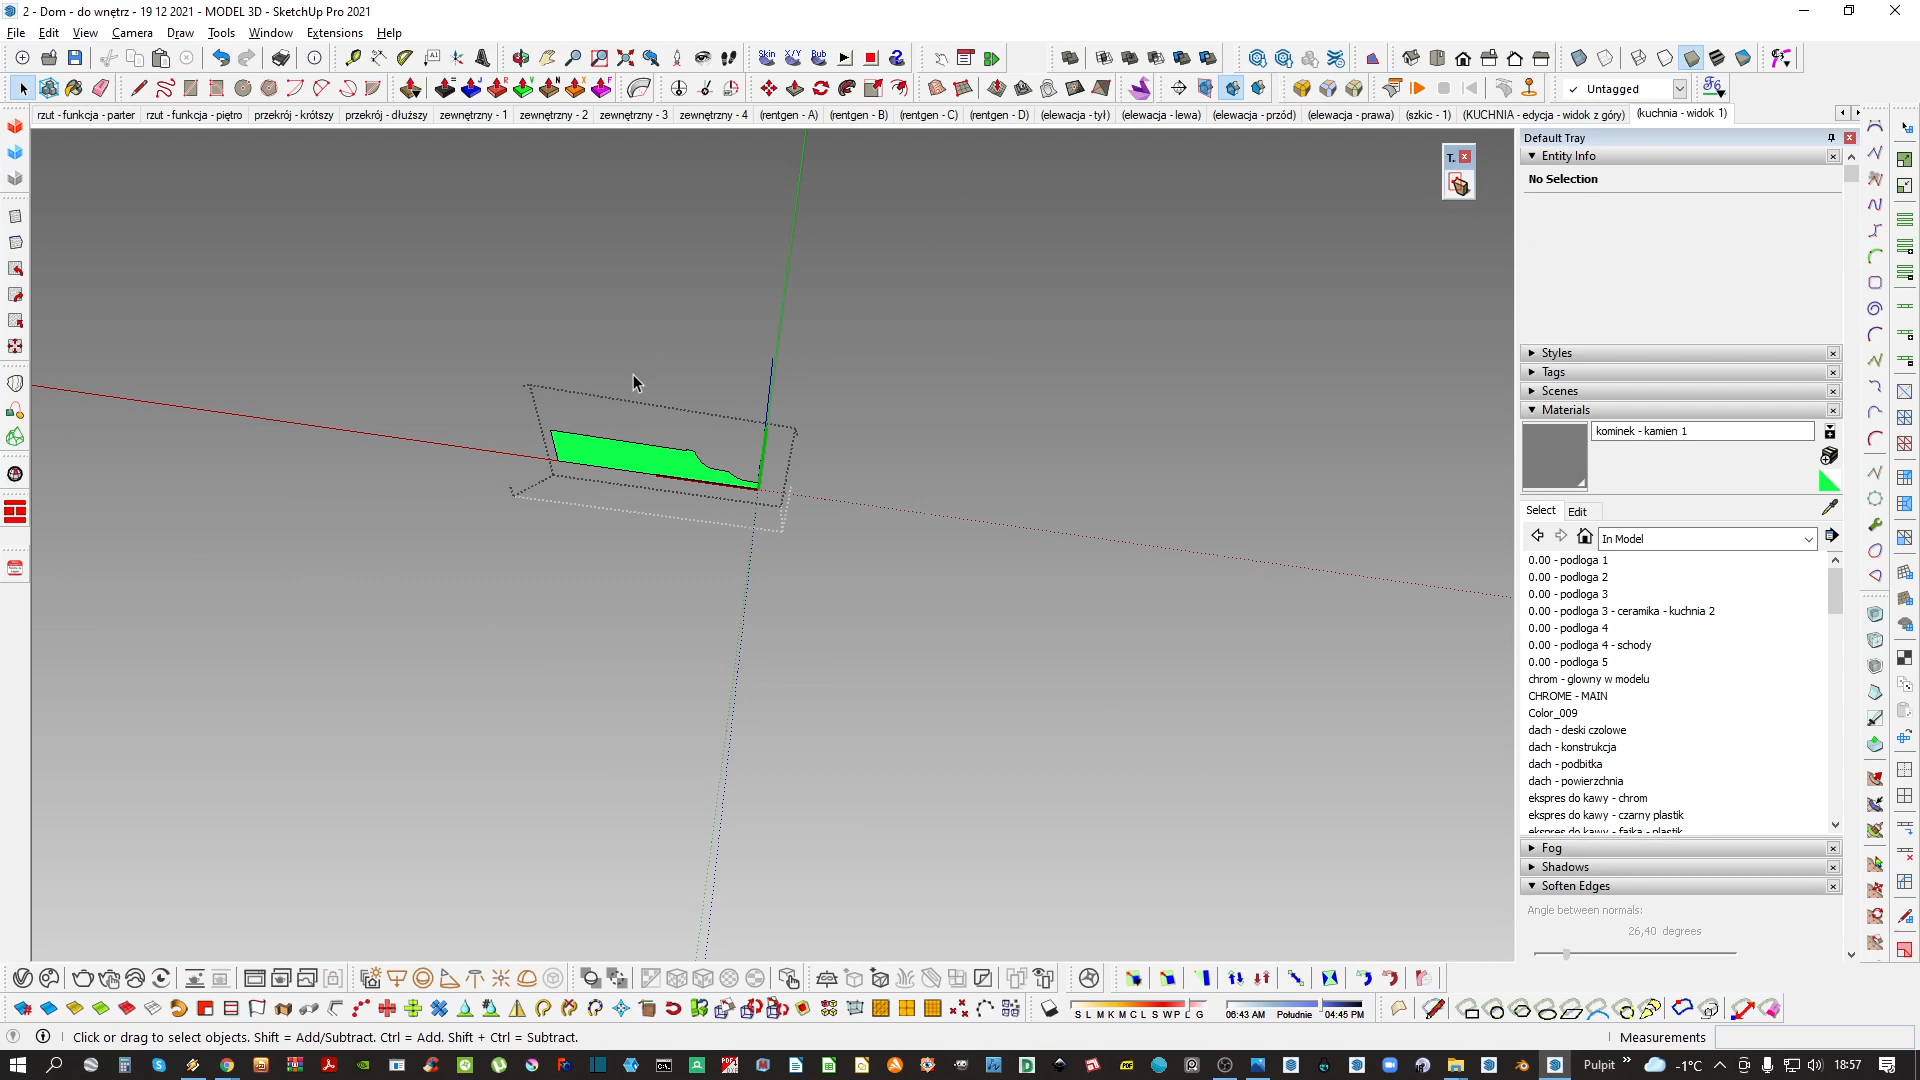 2 - Dom - do wnętrz - 19 12 2021 - MODEL 3D - SketchUp Pro 2021
File Edit View Camera Draw Tools Window Extensions Help
Skin X/Y Bub
Untagged
rzut - funkcja - parter rzut - funkcja - piętro przekrój - krótszy przekrój - dłuższy zewnętrzny - 1 zewnętrzny - 2 zewnętrzny - 3 zewnętrzny - 4 (rentgen - A) (rentgen - B) (rentgen - C) (rentgen - D) (elewacja - tył) (elewacja - lewa) (elewacja - przód) (elewacja - prawa) (szkic - 1) (KUCHNIA - edycja - widok z góry) (kuchnia - widok 1)
Default Tray
T.
Entity Info
No Selection
Styles
Tags
Scenes
Materials
kominek - kamien 1
Select Edit
In Model
0.00 - podloga 1
0.00 - podloga 2
0.00 - podloga 3
0.00 - podloga 3 - ceramika - kuchnia 2
0.00 - podloga 4
0.00 - podloga 4 - schody
0.00 - podloga 5
chrom - glowny w modelu
CHROME - MAIN
Color_009
dach - deski czolowe
dach - konstrukcja
dach - podbitka
dach - powierzchnia
ekspres do kawy - chrom
ekspres do kawy - czarny plastik
ekspres do kawy - fajka - plastik
Fog
Shadows
Soften Edges
Angle between normals:
26,40 degrees
S L M K M C L S W P L G 06:43 AM Południe 04:45 PM
Click or drag to select objects. Shift = Add/Subtract. Ctrl = Add. Shift + Ctrl = Subtract.
Measurements
Pulpit -1°C 18:57